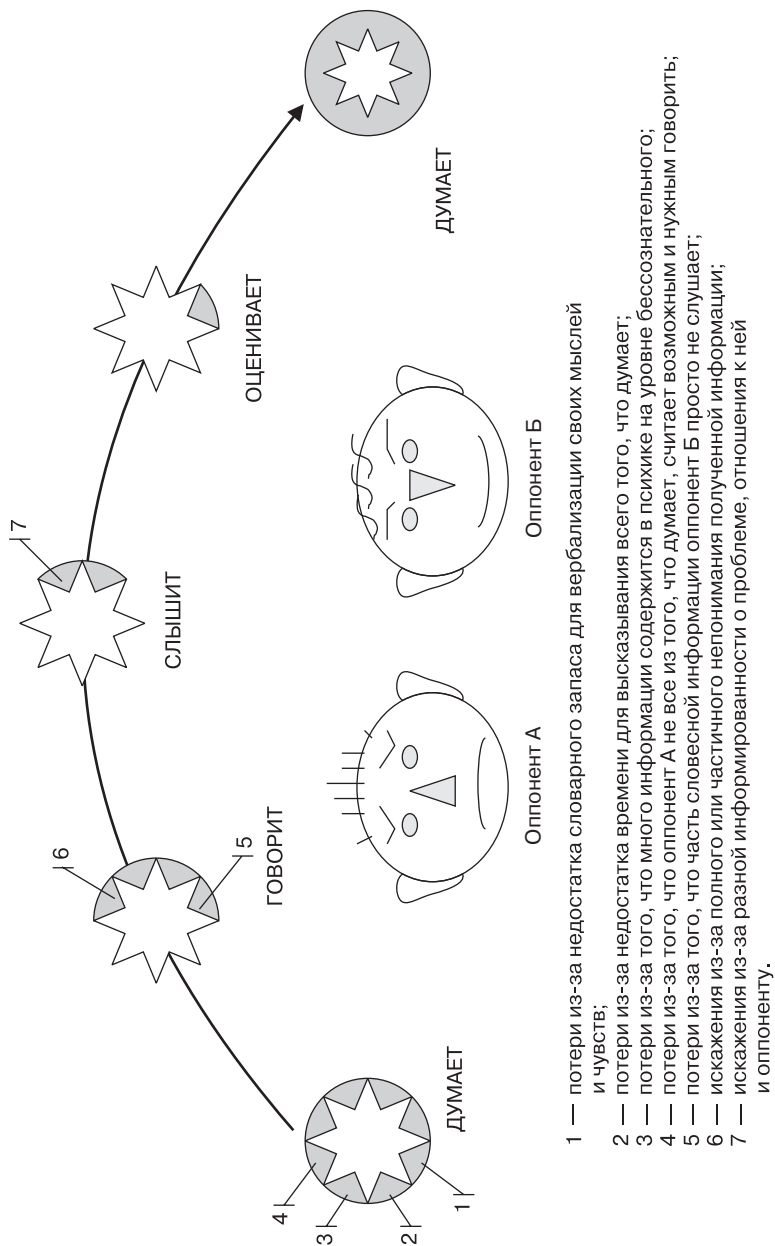 7
6
5
4
3
2
1
ДУМАЕТ
ГОВОРИТ
СЛЫШИТ
ОЦЕНИВАЕТ
ДУМАЕТ
Оппонент А
Оппонент Б
1 — потери из-за недостатка словарного запаса для вербализации своих мыслей
и чувств;
2 — потери из-за недостатка времени для высказывания всего того, что думает;
3 — потери из-за того, что много информации содержится в психике на уровне бессознательного;
4 — потери из-за того, что оппонент А не все из того, что думает, считает возможным и нужным говорить;
5 — потери из-за того, что часть словесной информации оппонент Б просто не слушает;
6 — искажения из-за полного или частичного непонимания полученной информации;
7 — искажения из-за разной информированности о проблеме, отношения к ней
и оппоненту.